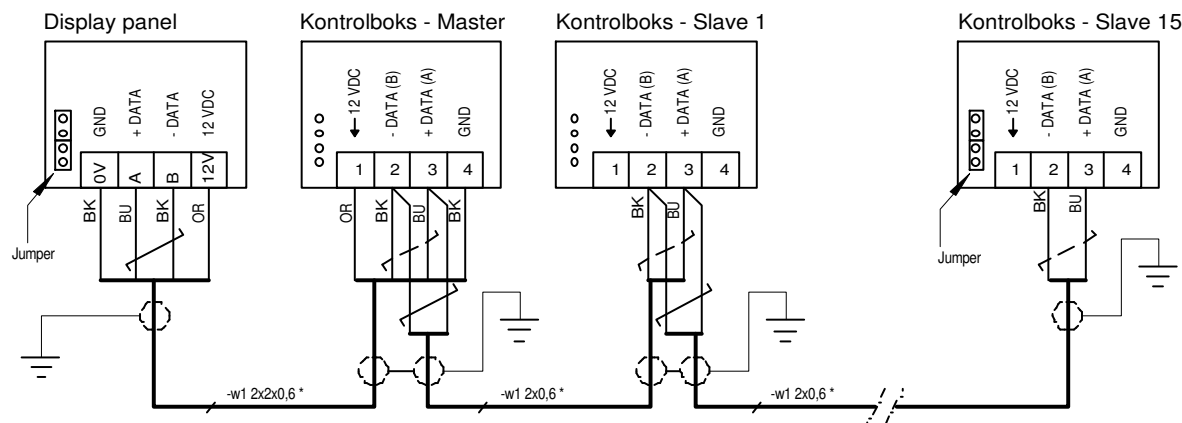 Display panel
Kontrolboks - Master
Kontrolboks - Slave 1
Kontrolboks - Slave 15
GND
+ DATA
- DATA
12 VDC
12 VDC
- DATA (B)
+ DATA (A)
GND
12 VDC
- DATA (B)
+ DATA (A)
GND
12 VDC
- DATA (B)
+ DATA (A)
GND
0V
A
B
12V
1
2
3
4
1
2
3
4
1
2
3
4
BK
BU
BK
OR
OR
BK
BU
BK
BK
BU
BK
BU
Jumper
Jumper
-w1 2x2x0,6 *
-w1 2x0,6 *
-w1 2x0,6 *